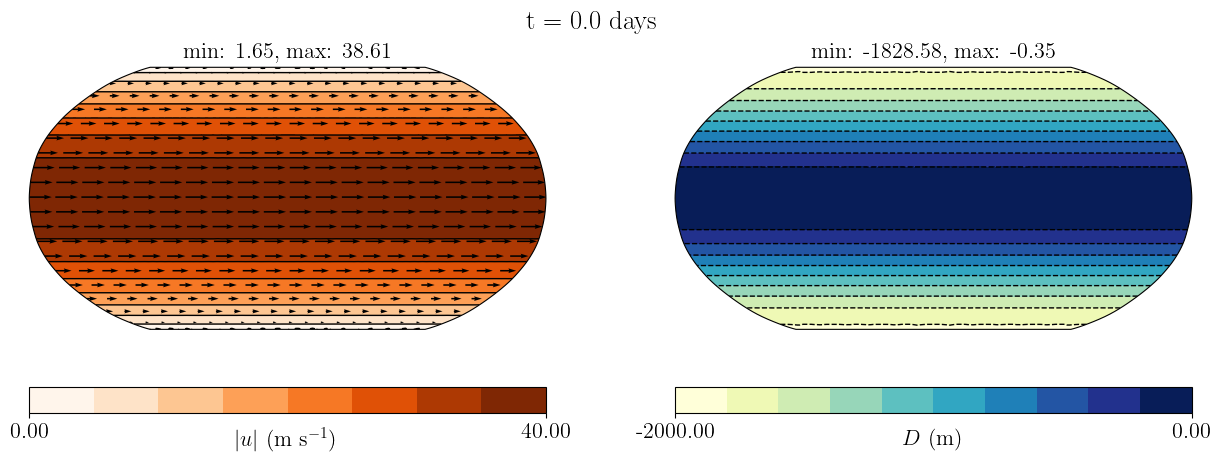 t = 0.0 days
min: 1.65, max: 38.61
min: -1828.58, max: -0.35
0.00
40.00
|u| (m s⁻¹)
-2000.00
0.00
D (m)